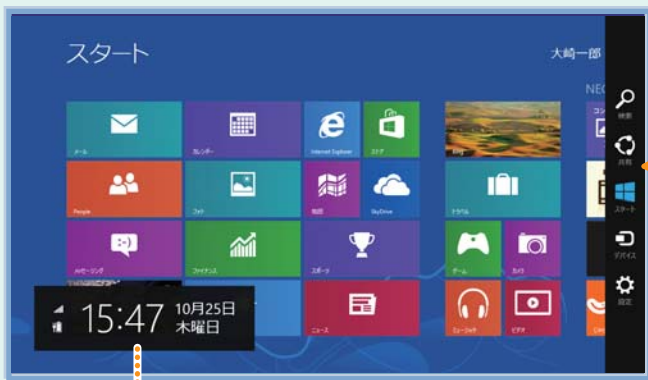 スタート
大崎一郎
NEC
検索
メール
カレンダー
Internet Explorer
ストア
Bing
共有
People
フォト
地図
SkyDrive
トラベル
スタート
メッセージング
ファイナンス
スポーツ
ゲーム
カメラ
デバイス
15:47
10月25日
木曜日
ニュース
ミュージック
ビデオ
設定